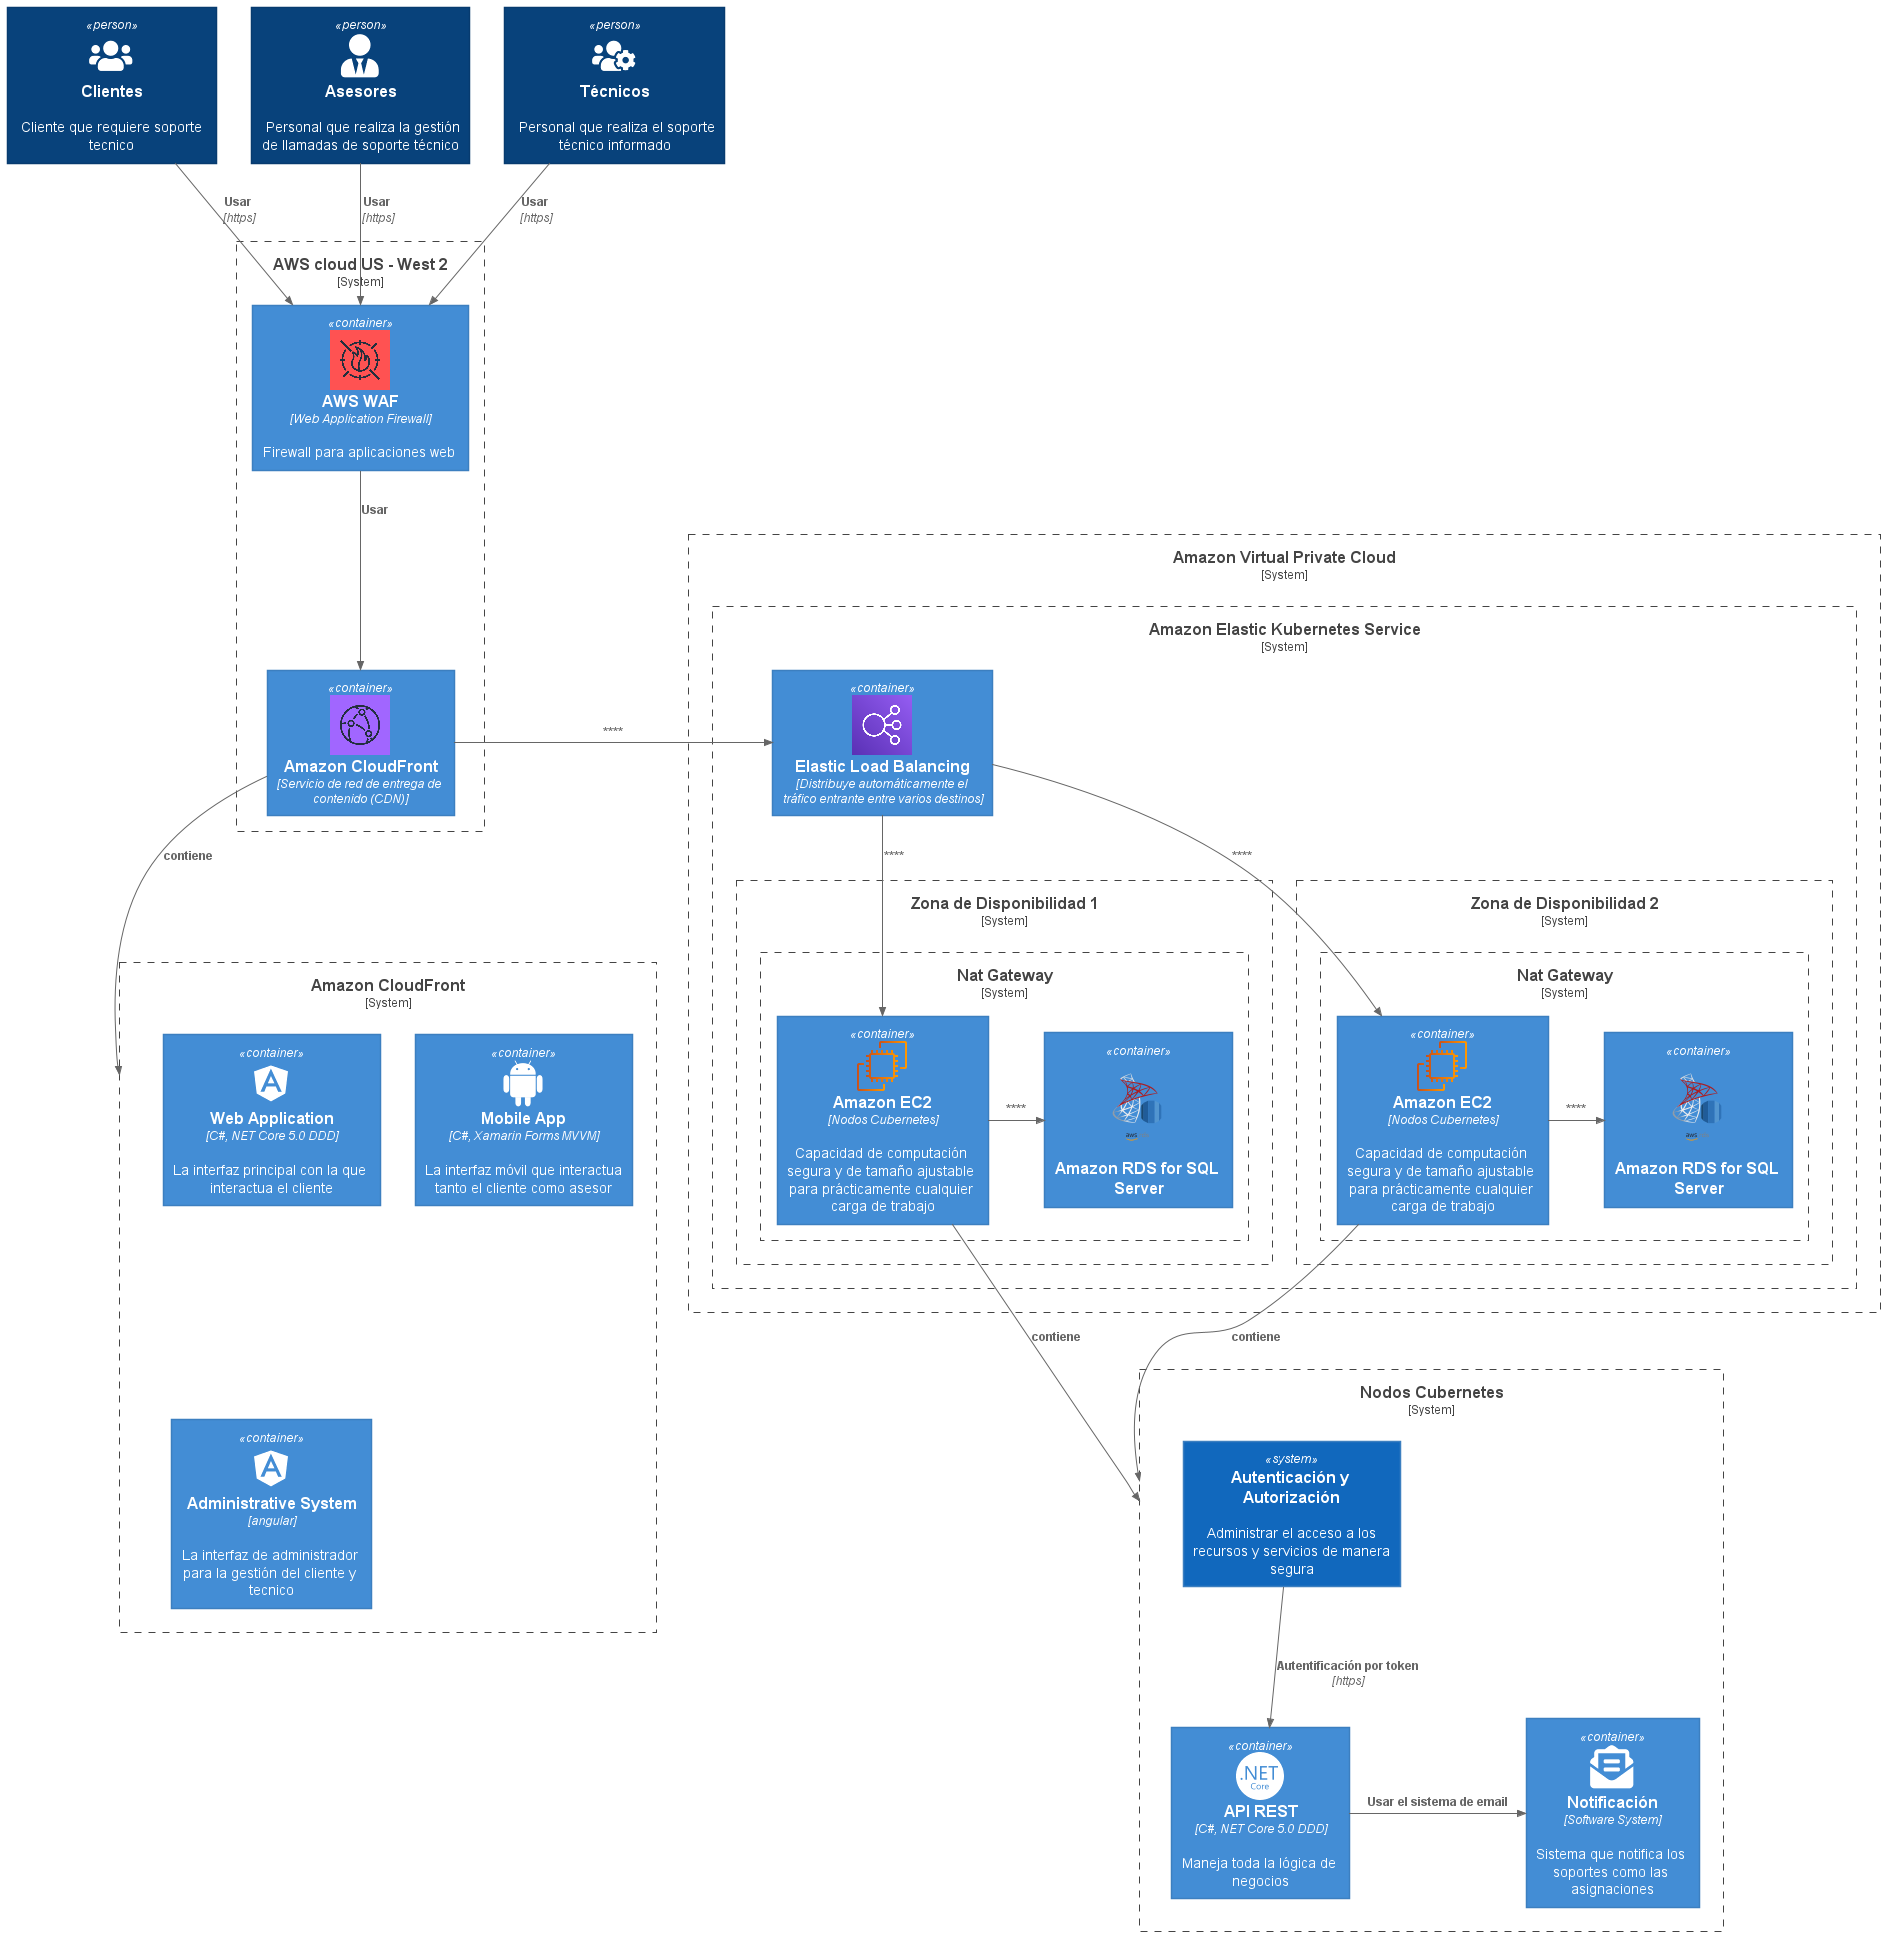 «person»
Clientes
Cliente que requiere soporte
tecnico
«person»
Asesores
Personal que realiza la gestión
de llamadas de soporte técnico
«person»
Técnicos
Personal que realiza el soporte
técnico informado
Usar
[https]
Usar
[https]
Usar
[https]
AWS cloud US - West 2
[System]
«container»
AWS WAF
[Web Application Firewall]
Firewall para aplicaciones web
Usar
«container»
Amazon CloudFront
[Servicio de red de entrega de
contenido (CDN)]
****
contiene
Amazon Virtual Private Cloud
[System]
Amazon Elastic Kubernetes Service
[System]
«container»
Elastic Load Balancing
[Distribuye automáticamente el
tráfico entrante entre varios destinos]
****
****
Zona de Disponibilidad 1
[System]
Nat Gateway
[System]
«container»
Amazon EC2
[Nodos Cubernetes]
Capacidad de computación
segura y de tamaño ajustable
para prácticamente cualquier
carga de trabajo
****
«container»
aws
Amazon RDS for SQL
Server
Zona de Disponibilidad 2
[System]
Nat Gateway
[System]
«container»
Amazon EC2
[Nodos Cubernetes]
Capacidad de computación
segura y de tamaño ajustable
para prácticamente cualquier
carga de trabajo
****
«container»
aws
Amazon RDS for SQL
Server
Amazon CloudFront
[System]
«container»
Web Application
[C#, NET Core 5.0 DDD]
La interfaz principal con la que
interactua el cliente
«container»
Mobile App
[C#, Xamarin Forms MVVM]
La interfaz móvil que interactua
tanto el cliente como asesor
«container»
Administrative System
[angular]
La interfaz de administrador
para la gestión del cliente y
tecnico
contiene
contiene
Nodos Cubernetes
[System]
«system»
Autenticación y
Autorización
Administrar el acceso a los
recursos y servicios de manera
segura
Autentificación por token
[https]
«container»
.NET
Core
API REST
[C#, NET Core 5.0 DDD]
Maneja toda la lógica de
negocios
Usar el sistema de email
«container»
Notificación
[Software System]
Sistema que notifica los
soportes como las
asignaciones